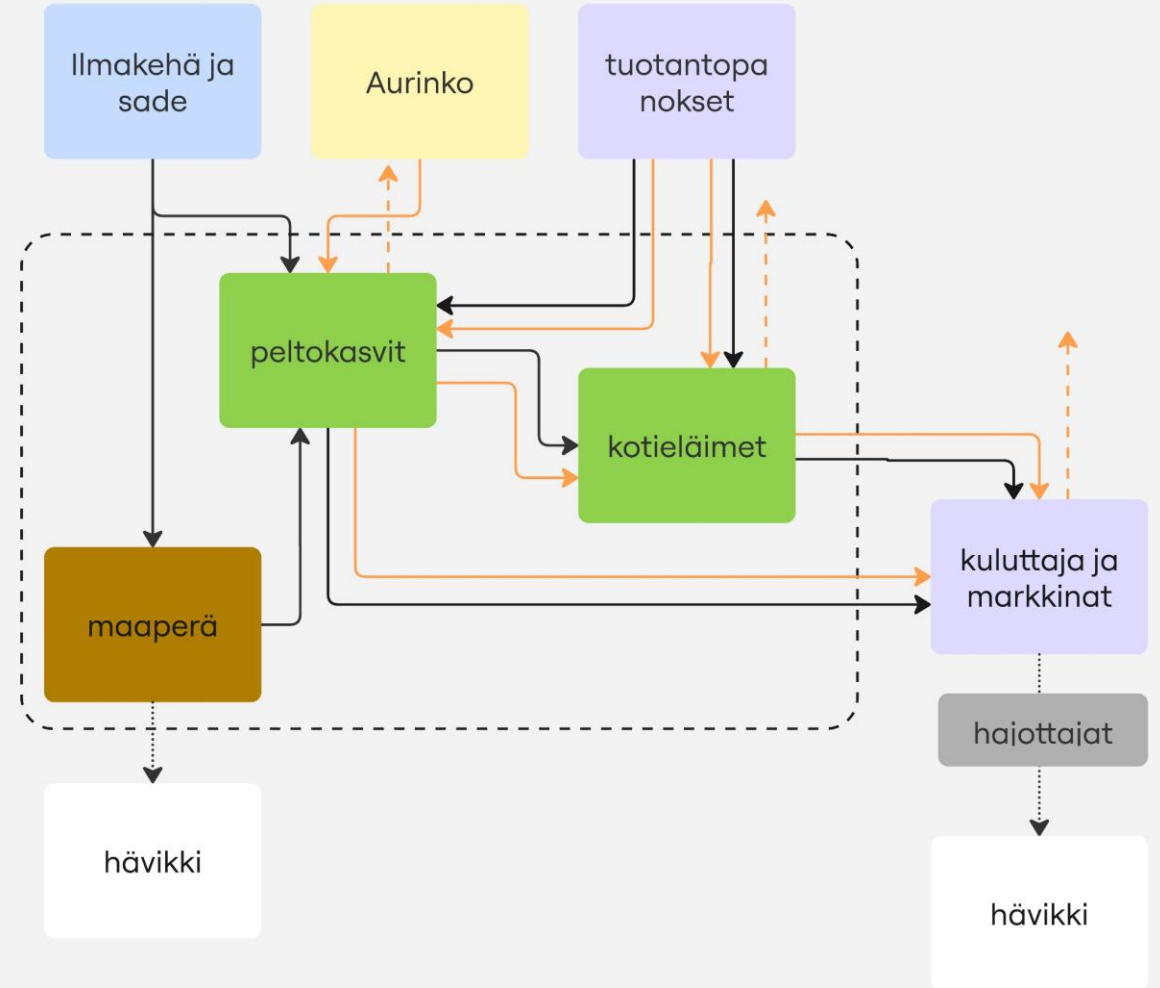 Ilmakehä ja
sade
Aurinko
tuotantopa
nokset
peltokasvit
kotieläimet
kuluttaja ja
markkinat
maaperä
hajottajat
hävikki
hävikki